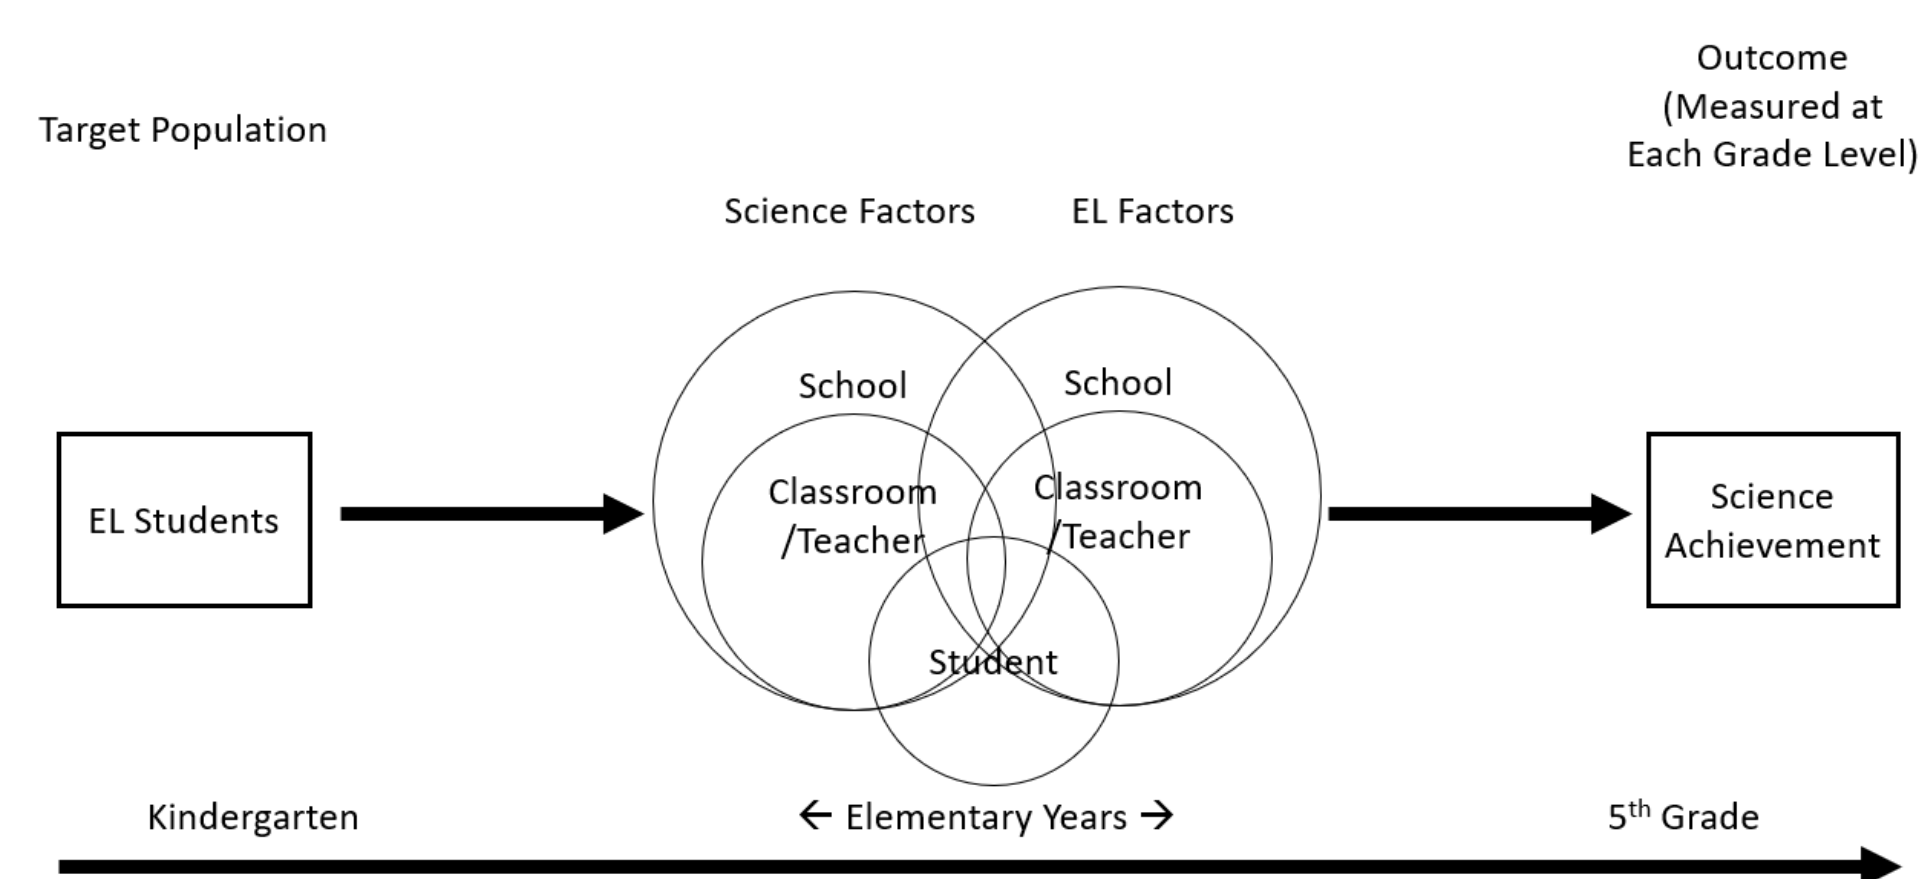 Target Population
Outcome
(Measured at
Each Grade Level)
Science Factors
EL Factors
School
School
EL Students
Classroom
/Teacher
Classroom
/Teacher
Student
Science
Achievement
Kindergarten
← Elementary Years →
5th Grade